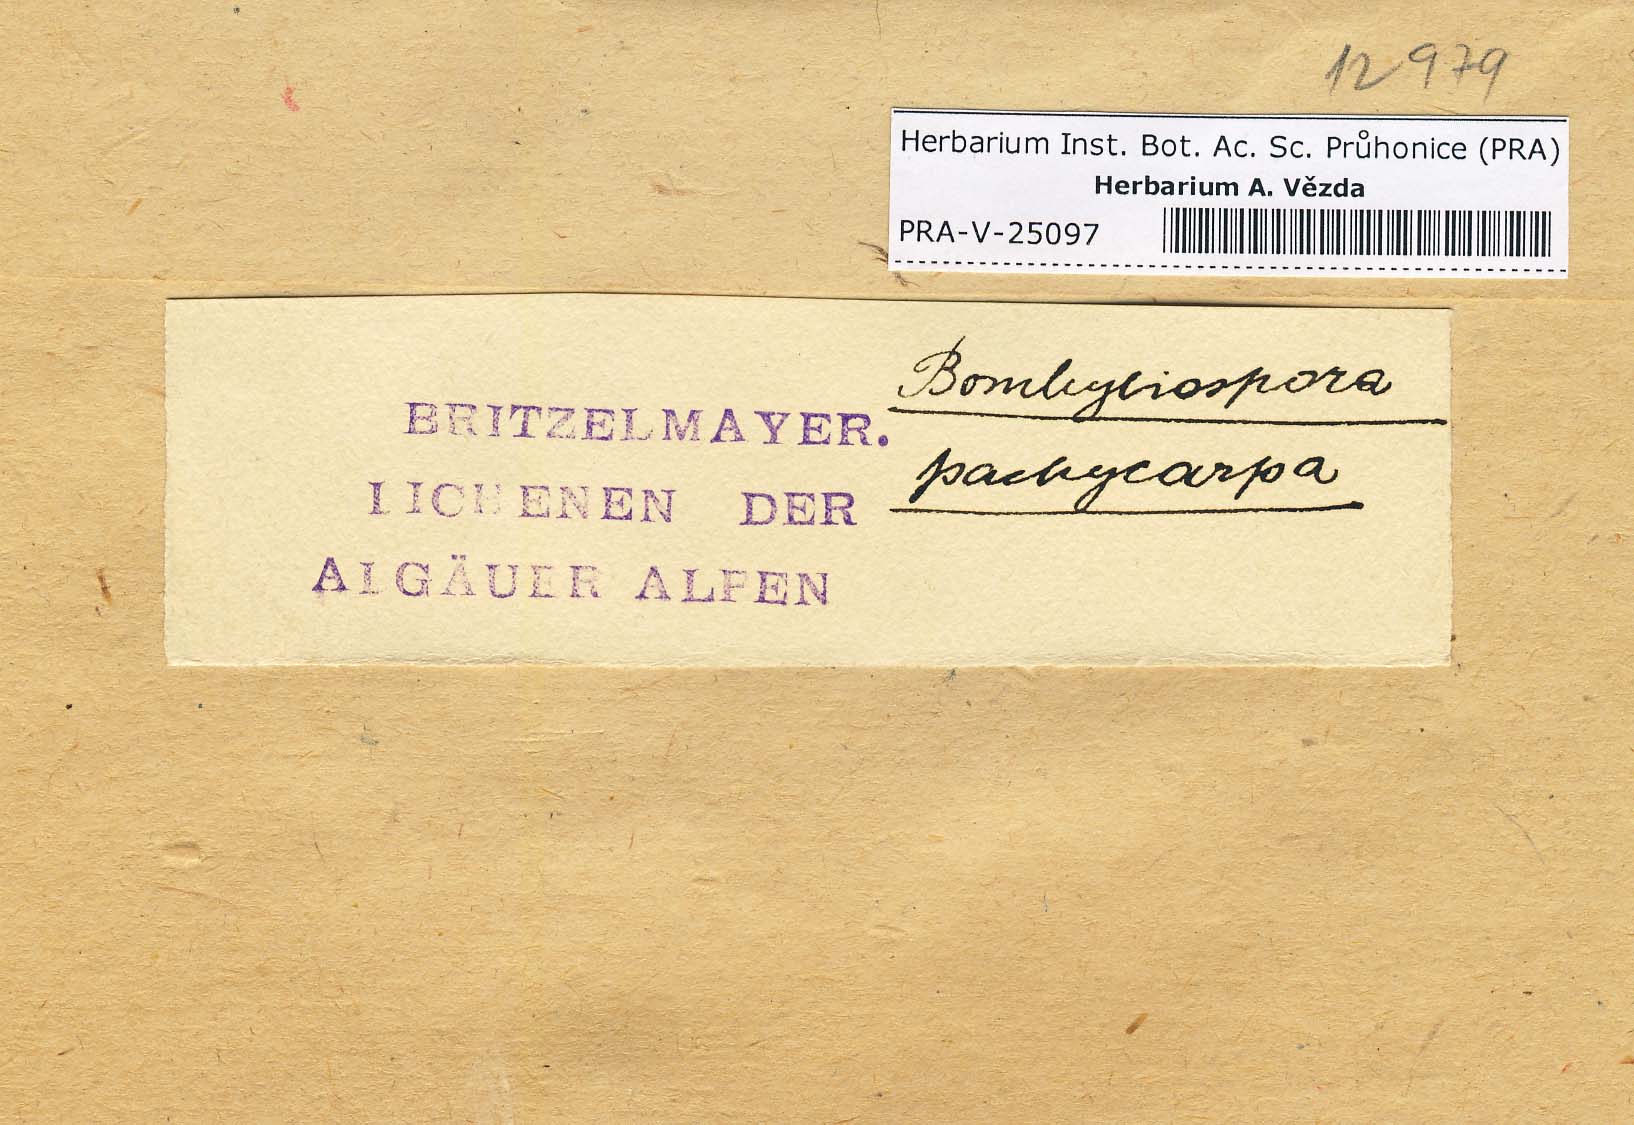 12979
Herbarium Inst. Bot. Ac. Sc. Průhonice (PRA)
Herbarium A. Vězda
PRA-V-25097
Bombyliospora
pachycarpa
BRITZELMAYER.
LICHENEN DER
ALGÄUER ALPEN